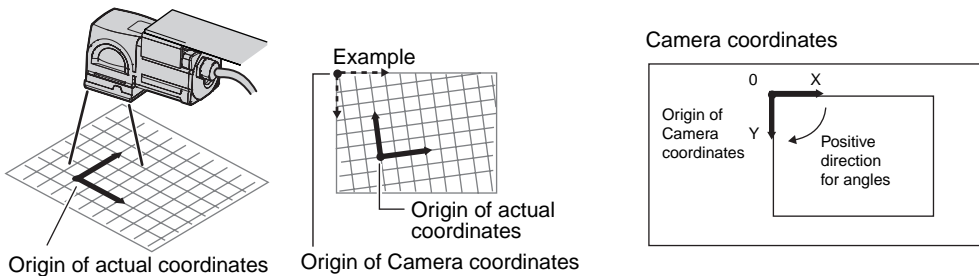 Origin of actual coordinates
Example
Origin of actual
coordinates
Origin of Camera coordinates
Camera coordinates
0 X
Origin of
Camera
coordinates
Y
Positive
direction
for angles